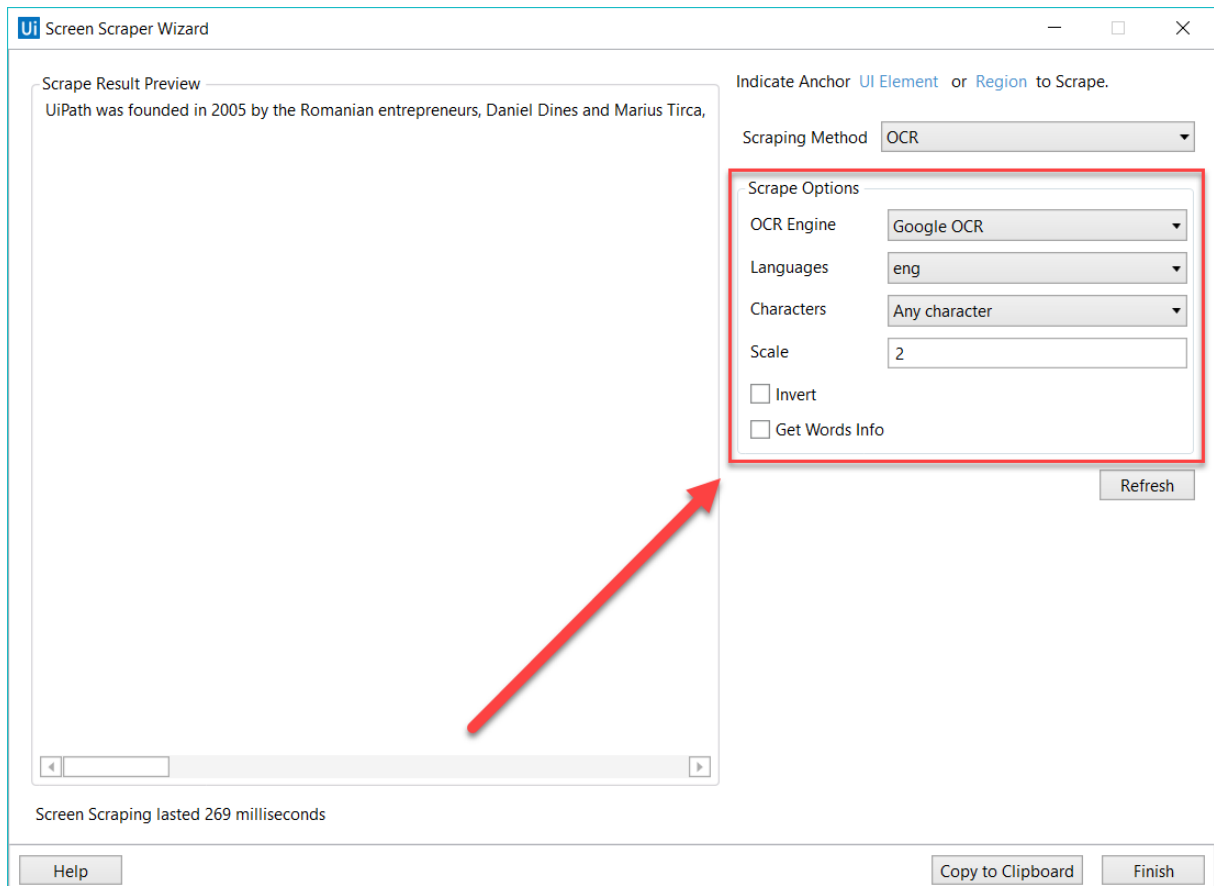 Ui Screen Scraper Wizard
Scrape Result Preview
UiPath was founded in 2005 by the Romanian entrepreneurs, Daniel Dines and Marius Tirca,
Indicate Anchor UI Element or Region to Scrape.
Scraping Method OCR
Scrape Options
OCR Engine Google OCR
Languages eng
Characters Any character
Scale 2
Invert
Get Words Info
Refresh
Screen Scraping lasted 269 milliseconds
Help Copy to Clipboard Finish